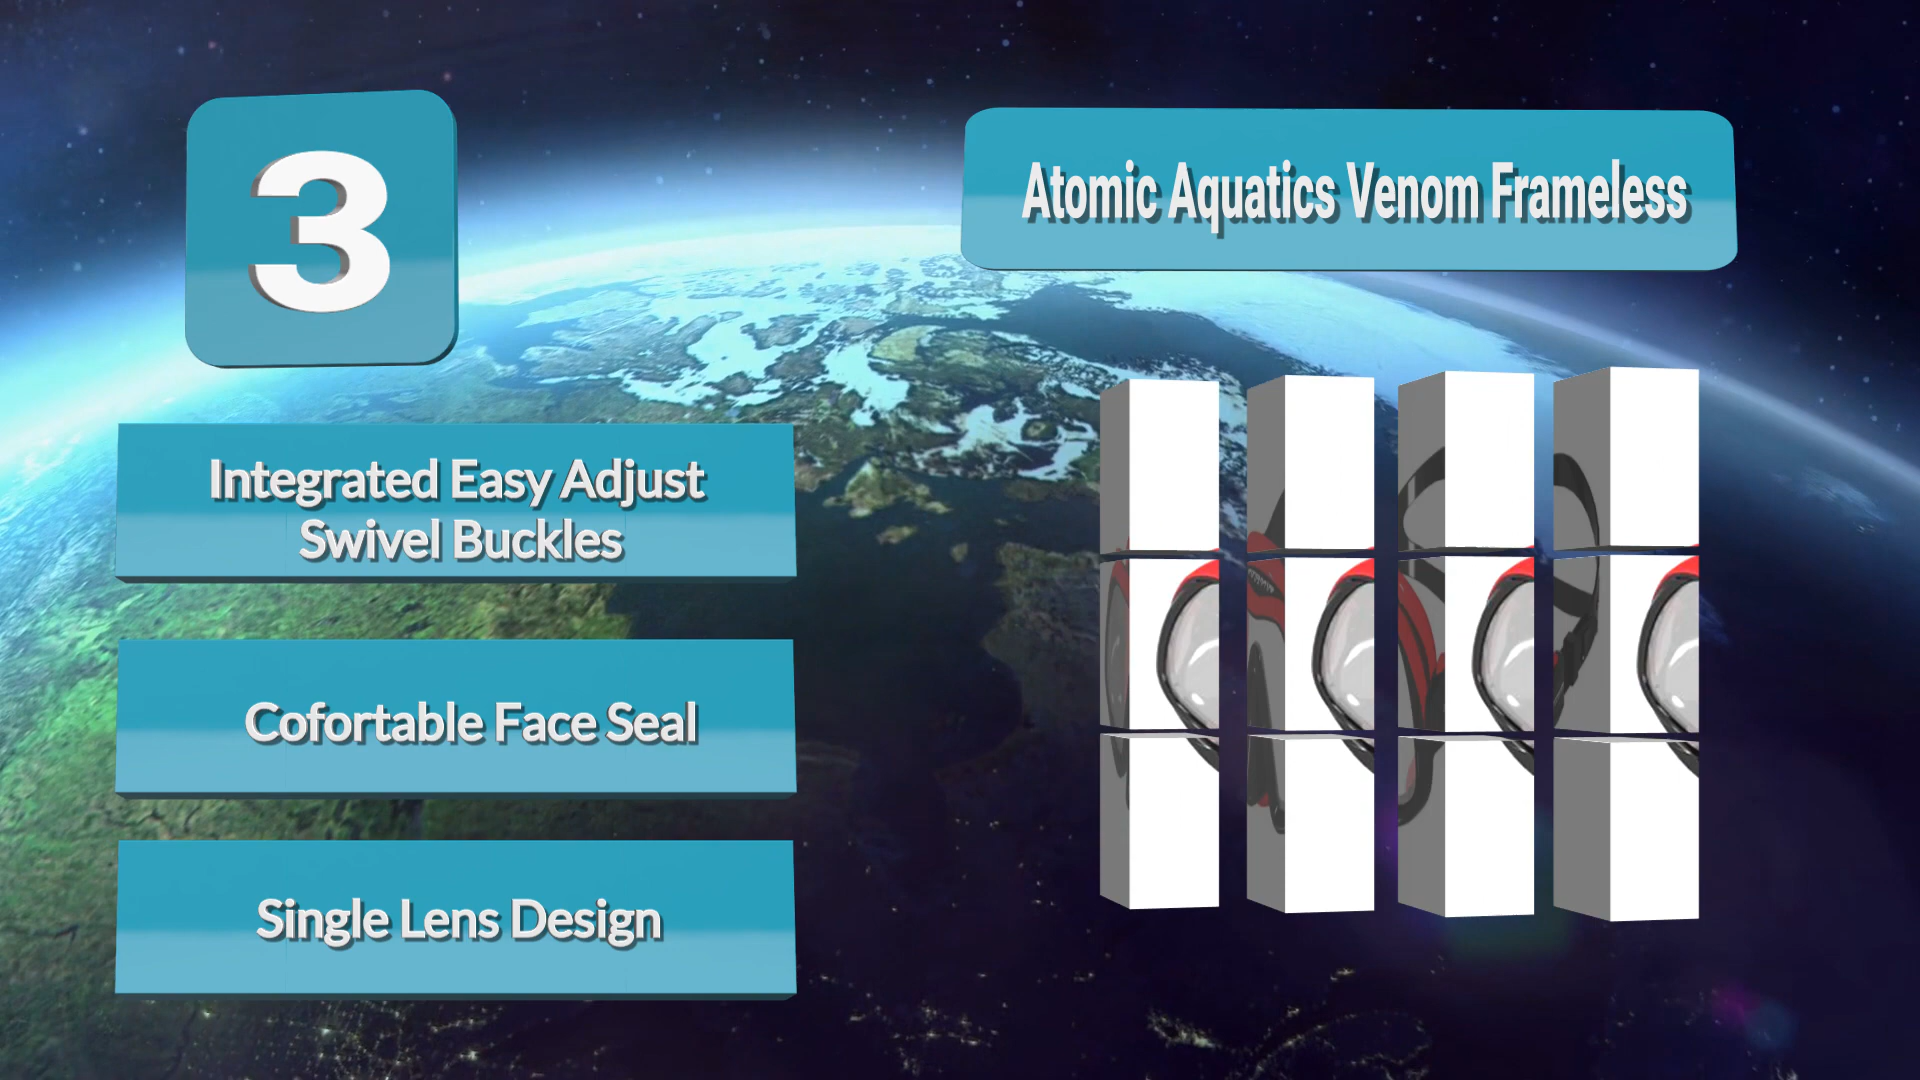 3
Atomic Aquatics Venom Frameless
Integrated Easy Adjust
Swivel Buckles
Cofortable Face Seal
Single Lens Design